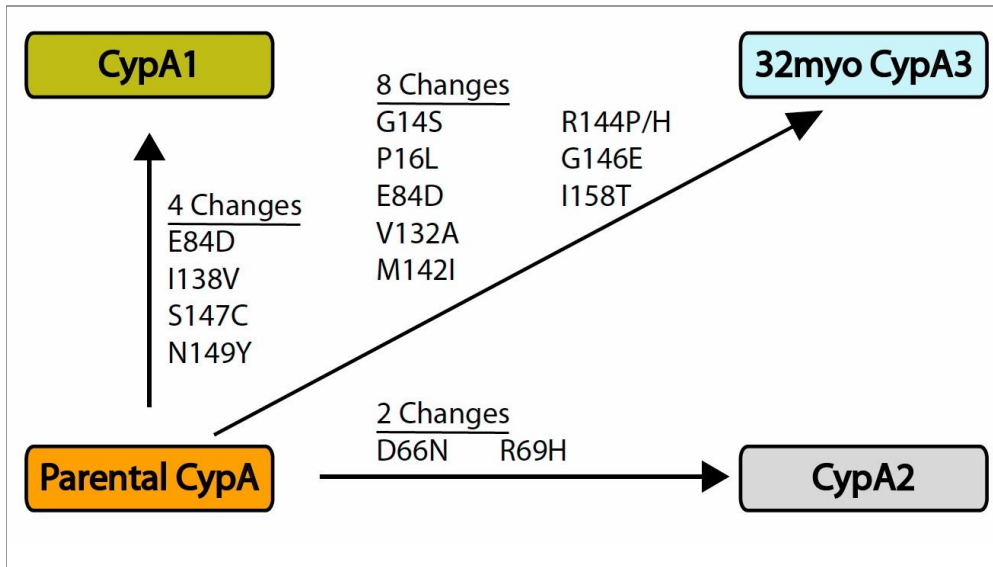 CypA1
32myo CypA3
8 Changes
G14S R144P/H
P16L G146E
E84D I158T
V132A
M142I
4 Changes
E84D
I138V
S147C
N149Y
2 Changes
D66N R69H
Parental CypA
CypA2